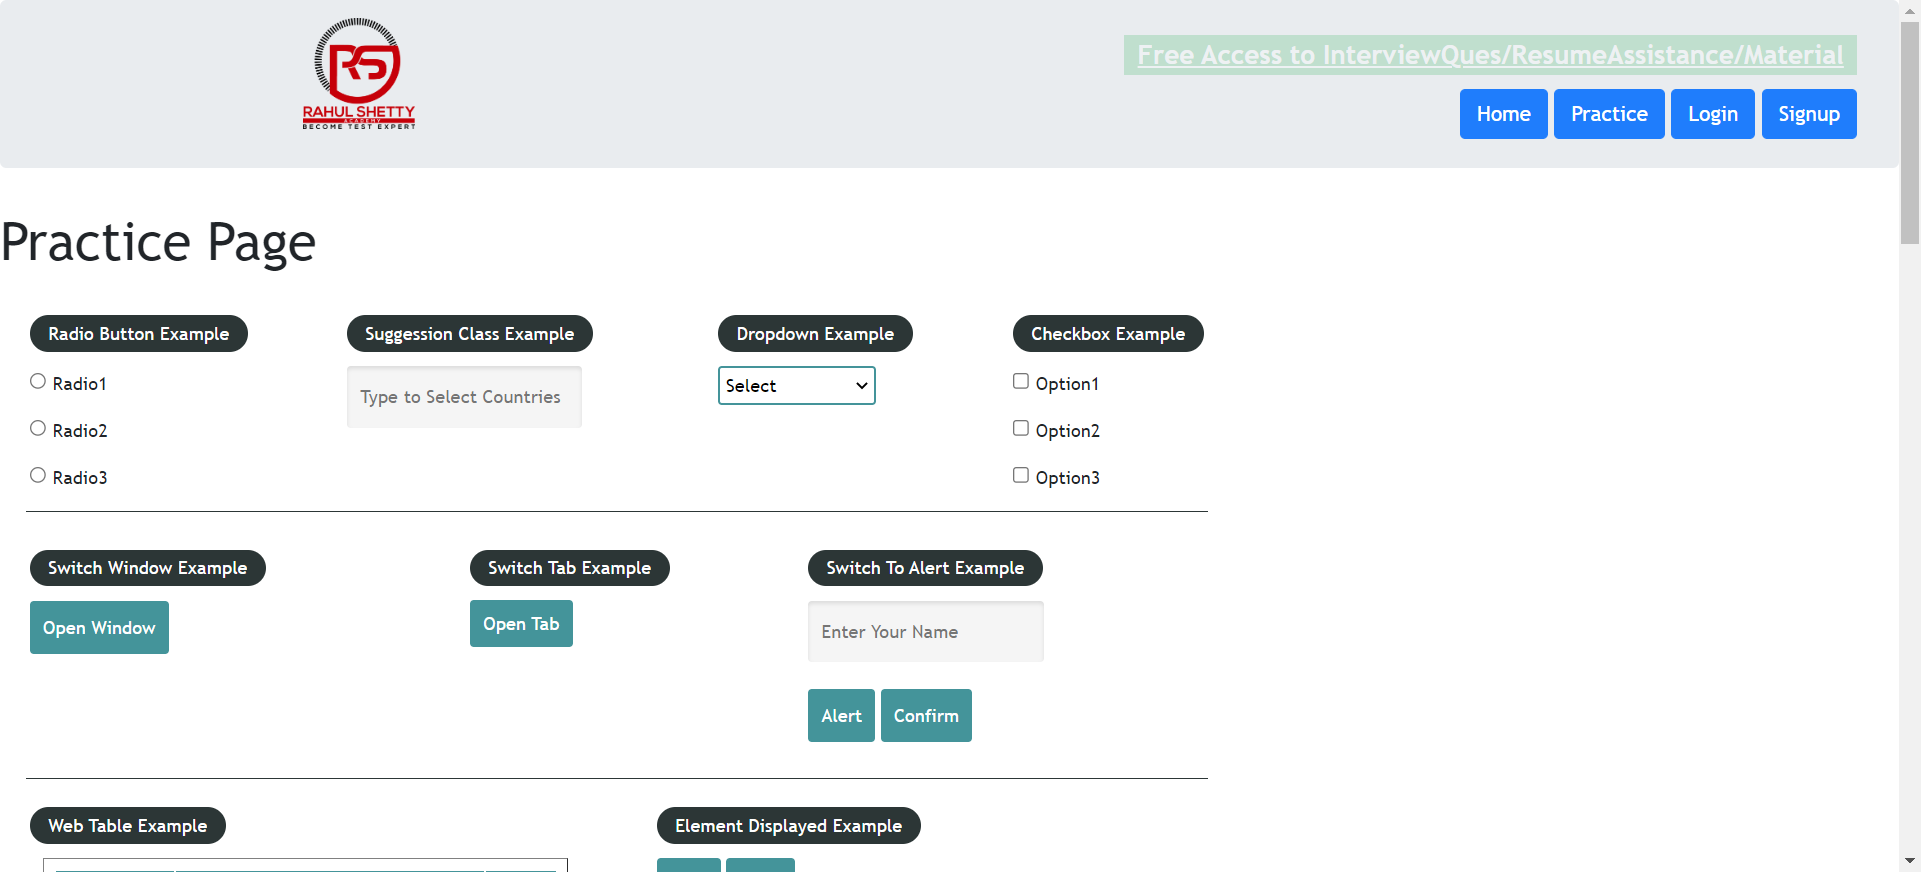 RAHUL SHETTY
ACADEMY
BECOME TEST EXPERT
Free Access to InterviewQues/ResumeAssistance/Material
Home Practice Login Signup
Practice Page
Radio Button Example
Radio1
Radio2
Radio3
Suggession Class Example
Type to Select Countries
Dropdown Example
Select
Checkbox Example
Option1
Option2
Option3
Switch Window Example
Open Window
Switch Tab Example
Open Tab
Switch To Alert Example
Enter Your Name
Alert Confirm
Web Table Example
Element Displayed Example